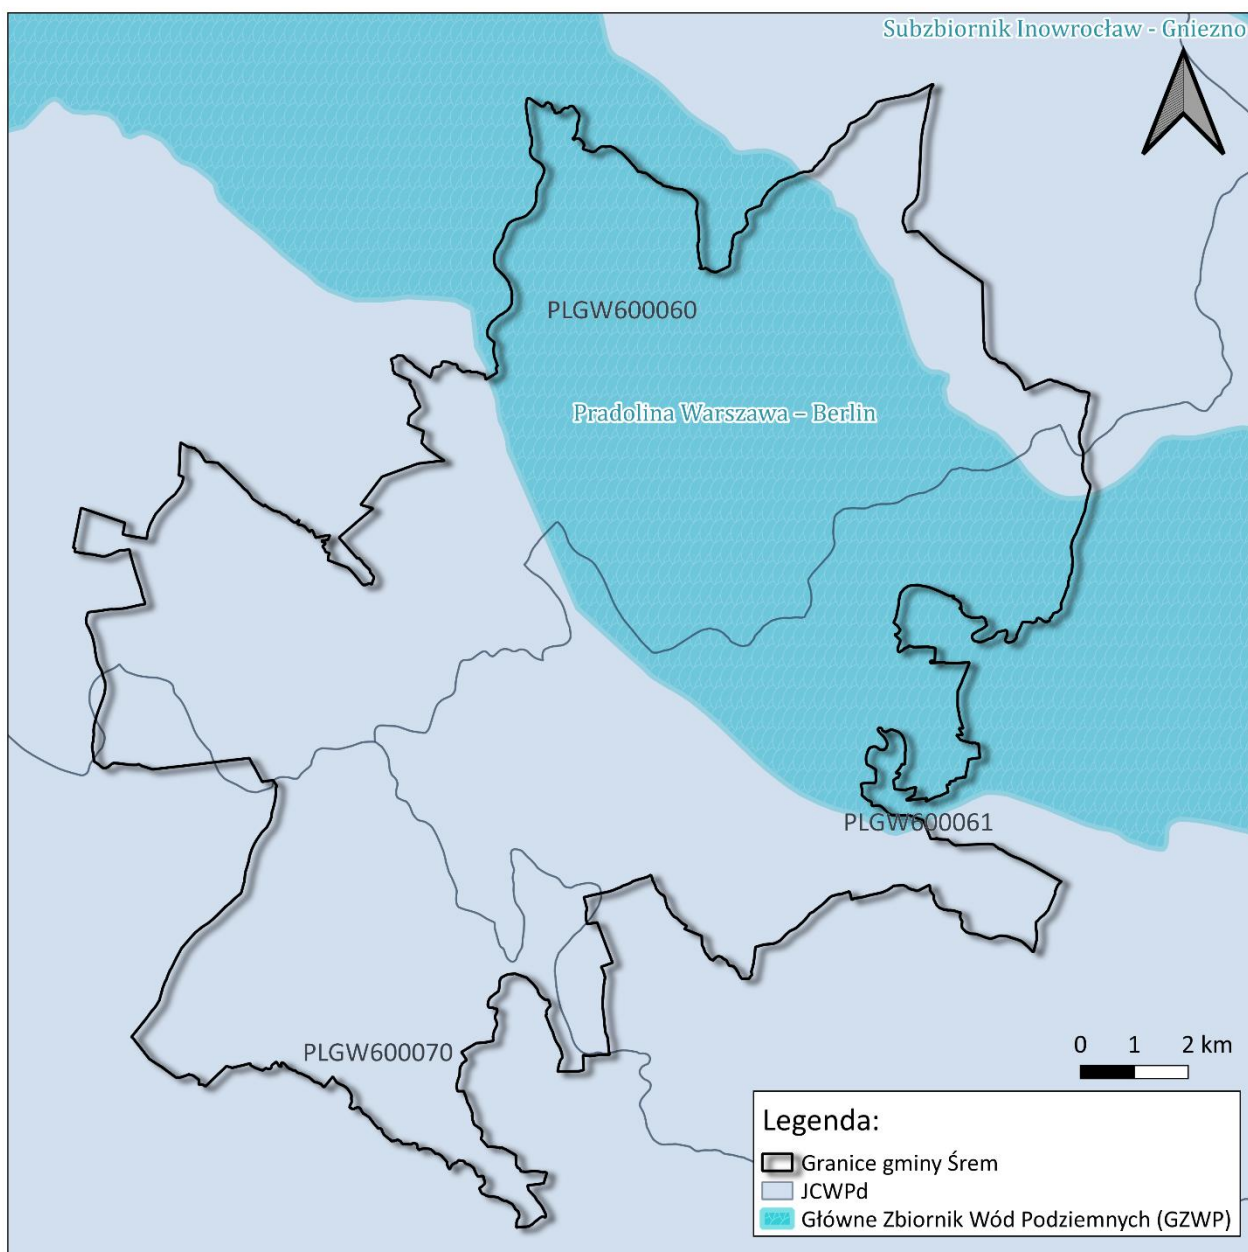 Subzbiornik Inowrocław - Gniezno
PLGW600060
Pradolina Warszawa – Berlin
PLGW600061
PLGW600070
0 1 2 km
Legenda:
Granice gminy Śrem
JCWPd
Główne Zbiornik Wód Podziemnych (GZWP)